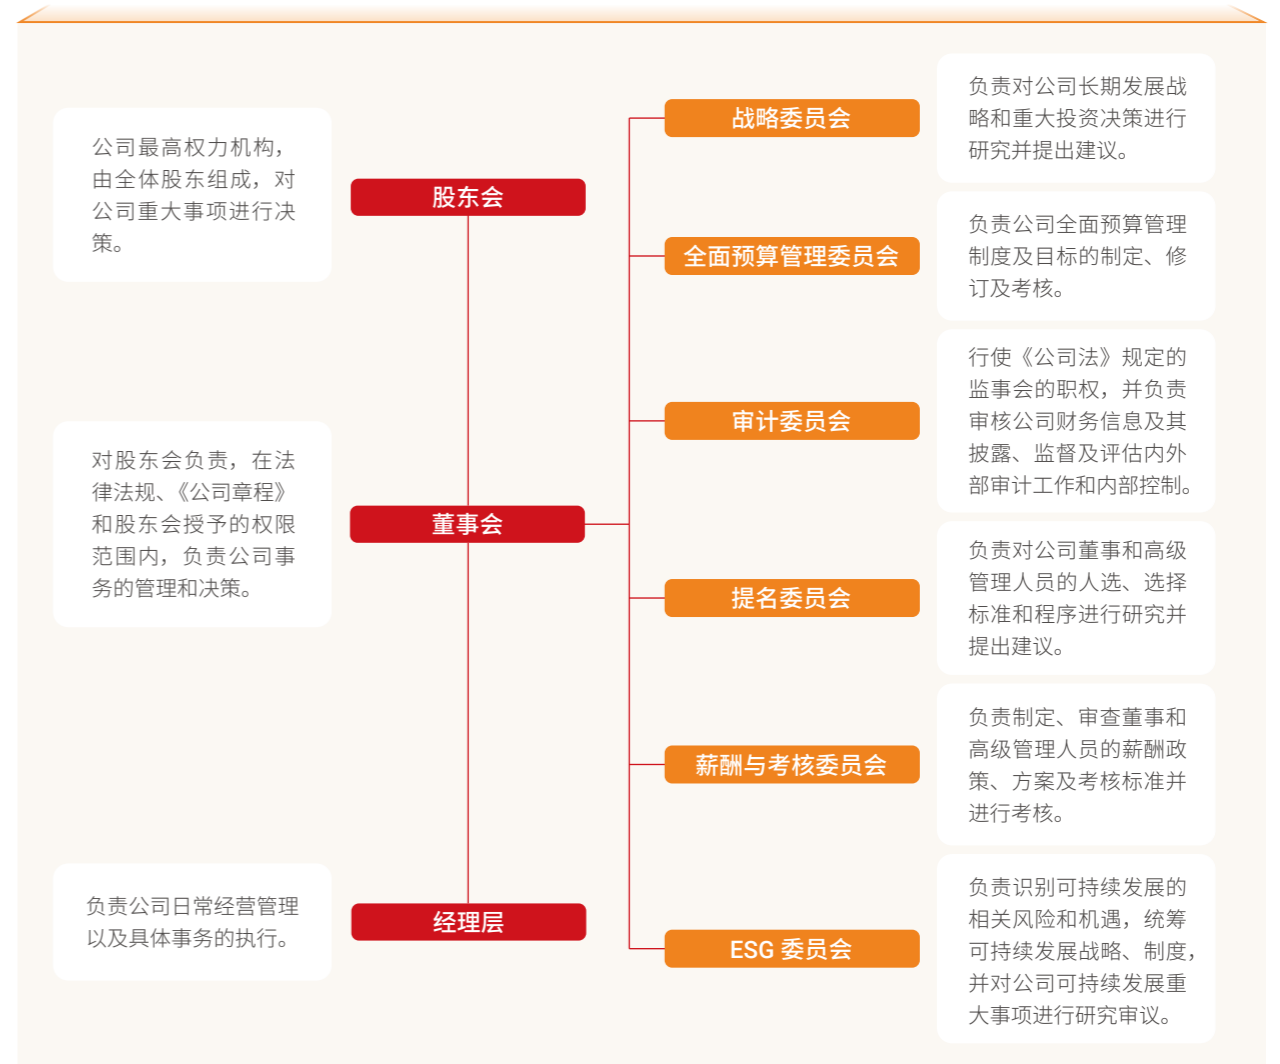 公司最高权力机构，
由全体股东组成，对
公司重大事项进行决
策。
股东会
对股东会负责，在法
律法规、《公司章程》
和股东会授予的权限
范围内，负责公司事
务的管理和决策。
董事会
负责公司日常经营管理
以及具体事务的执行。
经理层
战略委员会
负责对公司长期发展战
略和重大投资决策进行
研究并提出建议。
全面预算管理委员会
负责公司全面预算管理
制度及目标的制定、修
订及考核。
审计委员会
行使《公司法》规定的
监事会的职权，并负责
审核公司财务信息及其
披露、监督及评估内外
部审计工作和内部控制。
提名委员会
负责对公司董事和高级
管理人员的人选、选择
标准和程序进行研究并
提出建议。
薪酬与考核委员会
负责制定、审查董事和
高级管理人员的薪酬政
策、方案及考核标准并
进行考核。
ESG 委员会
负责识别可持续发展的
相关风险和机遇，统筹
可持续发展战略、制度，
并对公司可持续发展重
大事项进行研究审议。